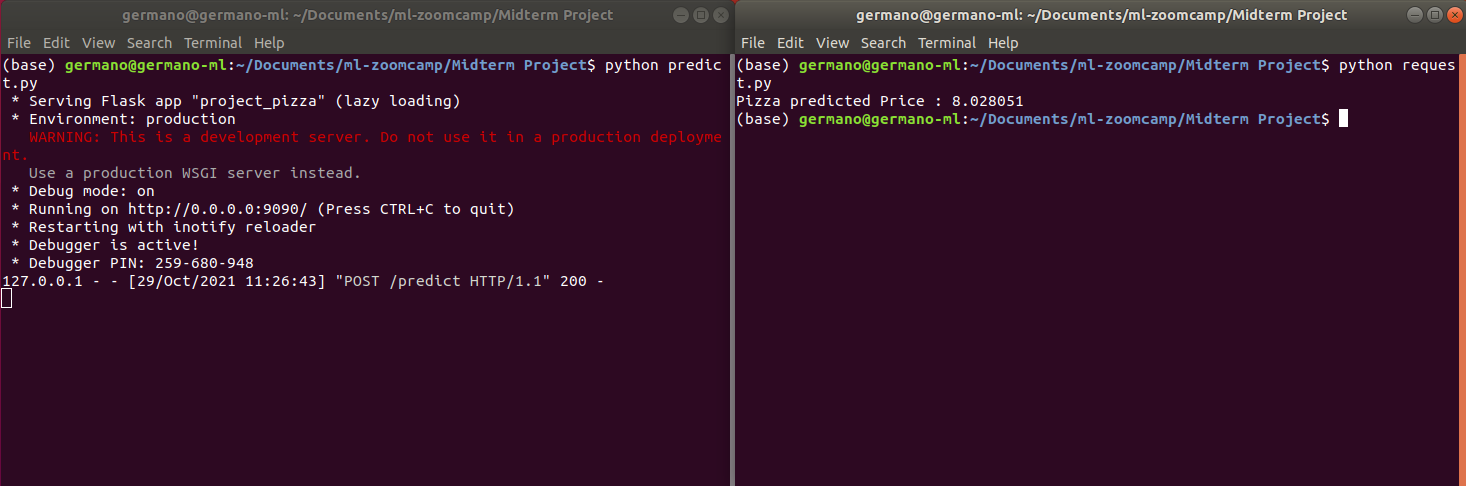 germano@germano-ml: ~/Documents/ml-zoomcamp/Midterm Project
File Edit View Search Terminal Help
(base) germano@germano-ml:~/Documents/ml-zoomcamp/Midterm Project$ python predic
t.py
 * Serving Flask app "project_pizza" (lazy loading)
 * Environment: production
   WARNING: This is a development server. Do not use it in a production deployme
nt.
   Use a production WSGI server instead.
 * Debug mode: on
 * Running on http://0.0.0.0:9090/ (Press CTRL+C to quit)
 * Restarting with inotify reloader
 * Debugger is active!
 * Debugger PIN: 259-680-948
127.0.0.1 - - [29/Oct/2021 11:26:43] "POST /predict HTTP/1.1" 200 -
germano@germano-ml: ~/Documents/ml-zoomcamp/Midterm Project
File Edit View Search Terminal Help
(base) germano@germano-ml:~/Documents/ml-zoomcamp/Midterm Project$ python reques
t.py
Pizza predicted Price : 8.028051
(base) germano@germano-ml:~/Documents/ml-zoomcamp/Midterm Project$